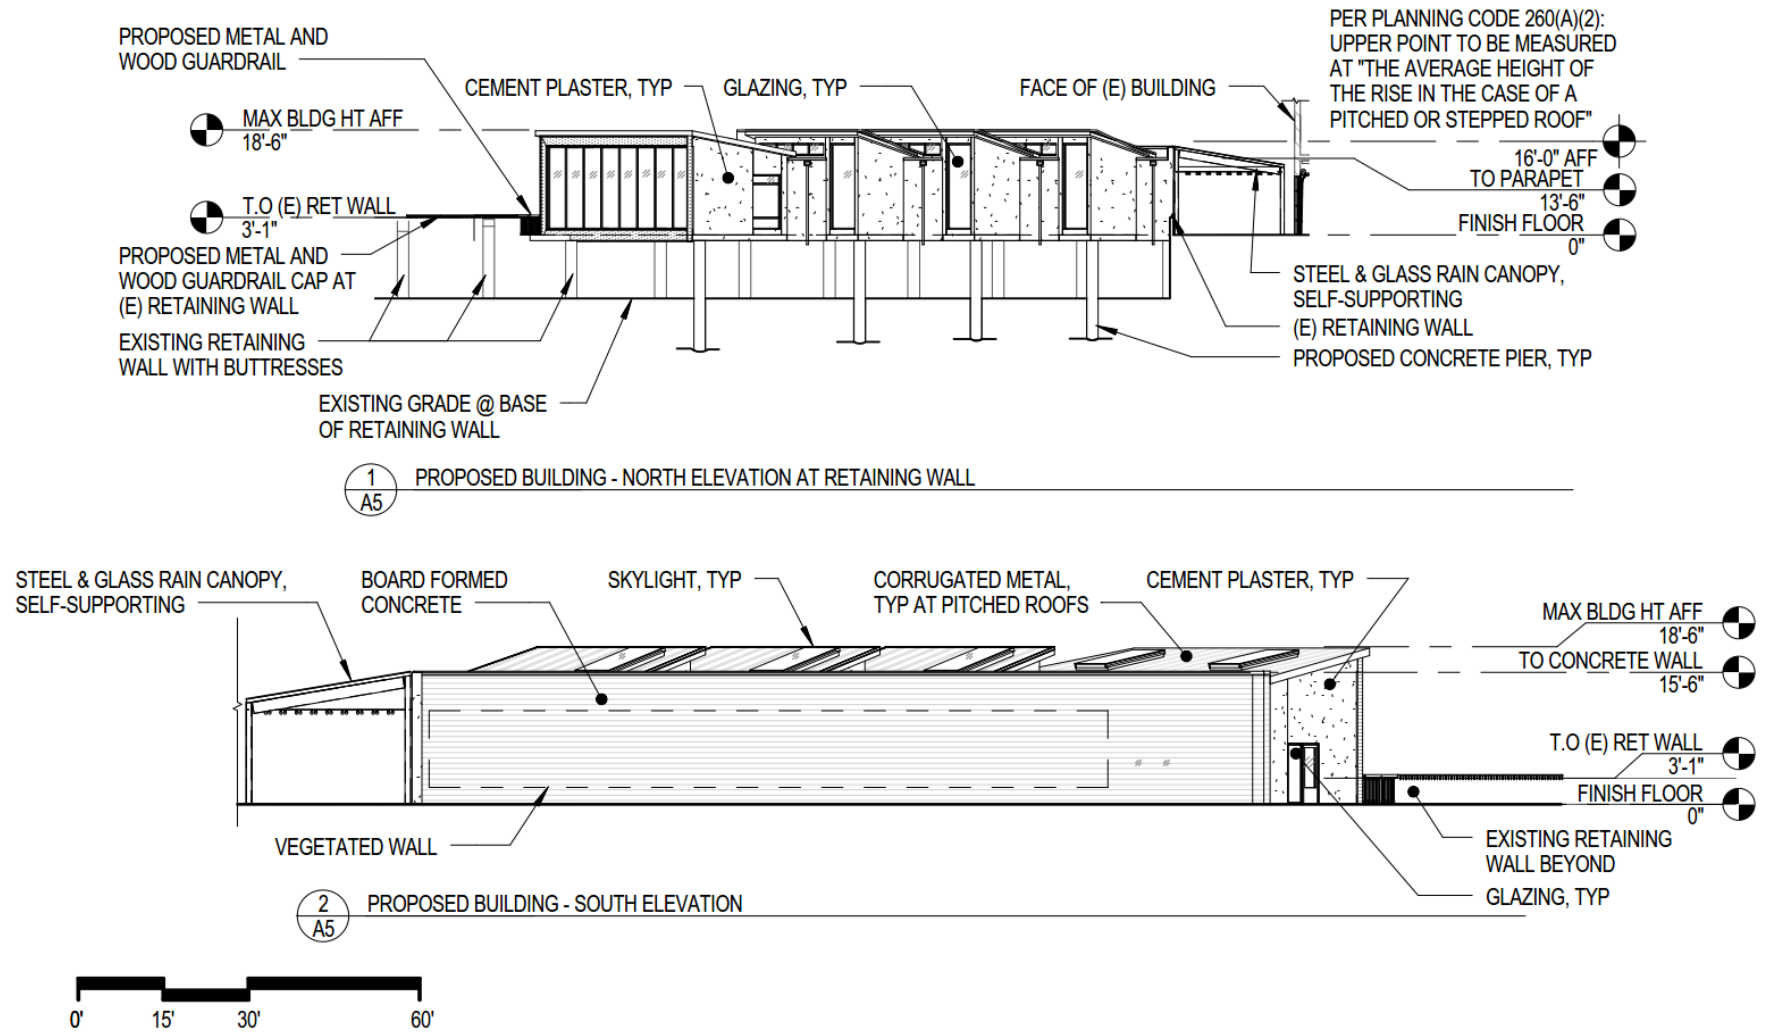 PROPOSED METAL AND
WOOD GUARDRAIL
CEMENT PLASTER, TYP
GLAZING, TYP
FACE OF (E) BUILDING
PER PLANNING CODE 260(A)(2):
UPPER POINT TO BE MEASURED
AT "THE AVERAGE HEIGHT OF
THE RISE IN THE CASE OF A
PITCHED OR STEPPED ROOF"
MAX BLDG HT AFF
18'-6"
16'-0" AFF
TO PARAPET
13'-6"
T.O (E) RET WALL
3'-1"
FINISH FLOOR
0"
PROPOSED METAL AND
WOOD GUARDRAIL CAP AT
(E) RETAINING WALL
STEEL & GLASS RAIN CANOPY,
SELF-SUPPORTING
(E) RETAINING WALL
EXISTING RETAINING
WALL WITH BUTTRESSES
PROPOSED CONCRETE PIER, TYP
EXISTING GRADE @ BASE
OF RETAINING WALL
1
A5
PROPOSED BUILDING - NORTH ELEVATION AT RETAINING WALL
STEEL & GLASS RAIN CANOPY,
SELF-SUPPORTING
BOARD FORMED
CONCRETE
SKYLIGHT, TYP
CORRUGATED METAL,
TYP AT PITCHED ROOFS
CEMENT PLASTER, TYP
MAX BLDG HT AFF
18'-6"
TO CONCRETE WALL
15'-6"
T.O (E) RET WALL
3'-1"
FINISH FLOOR
0"
VEGETATED WALL
EXISTING RETAINING
WALL BEYOND
GLAZING, TYP
2
A5
PROPOSED BUILDING - SOUTH ELEVATION
0' 15' 30' 60'